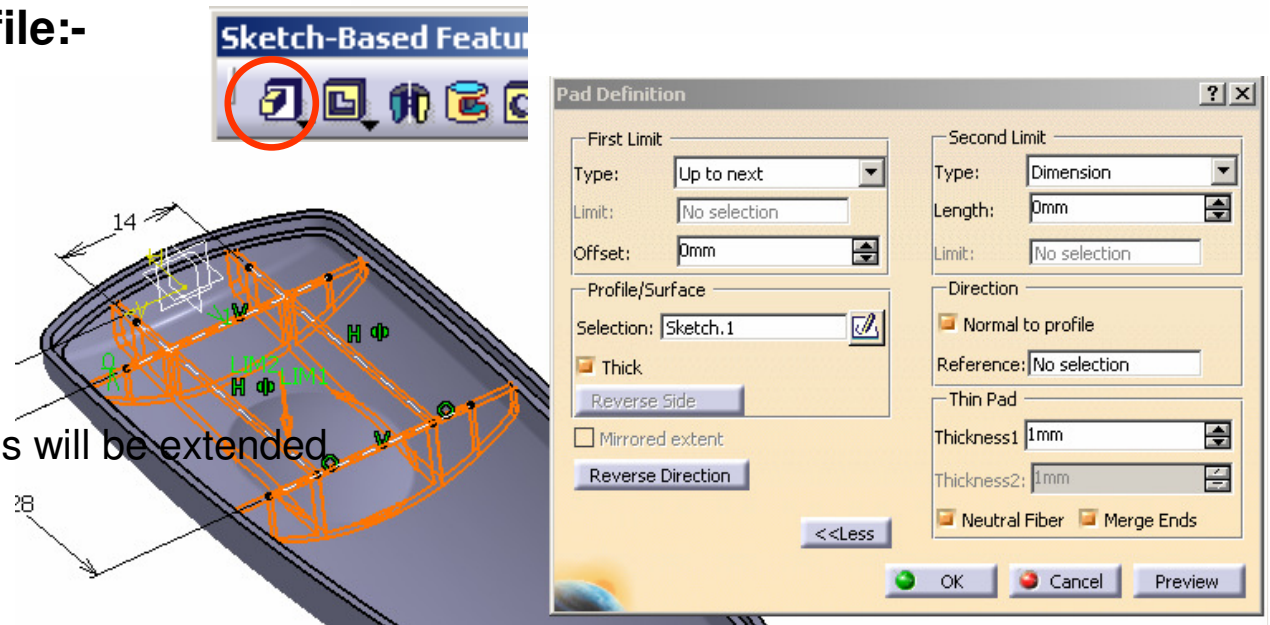 file:-
Sketch-Based Featu
Pad Definition
First Limit
Type: Up to next
Limit: No selection
Offset: 0mm
Profile/Surface
Selection: Sketch.1
Thick
Reverse Side
Mirrored extent
Reverse Direction
<<Less
Second Limit
Type: Dimension
Length: 0mm
Limit: No selection
Direction
Normal to profile
Reference: No selection
Thin Pad
Thickness1 1mm
Thickness2: 1mm
Neutral Fiber Merge Ends
OK Cancel Preview
14
H
V
V
H
LIM2
LIM1
H
V
s will be extended
28